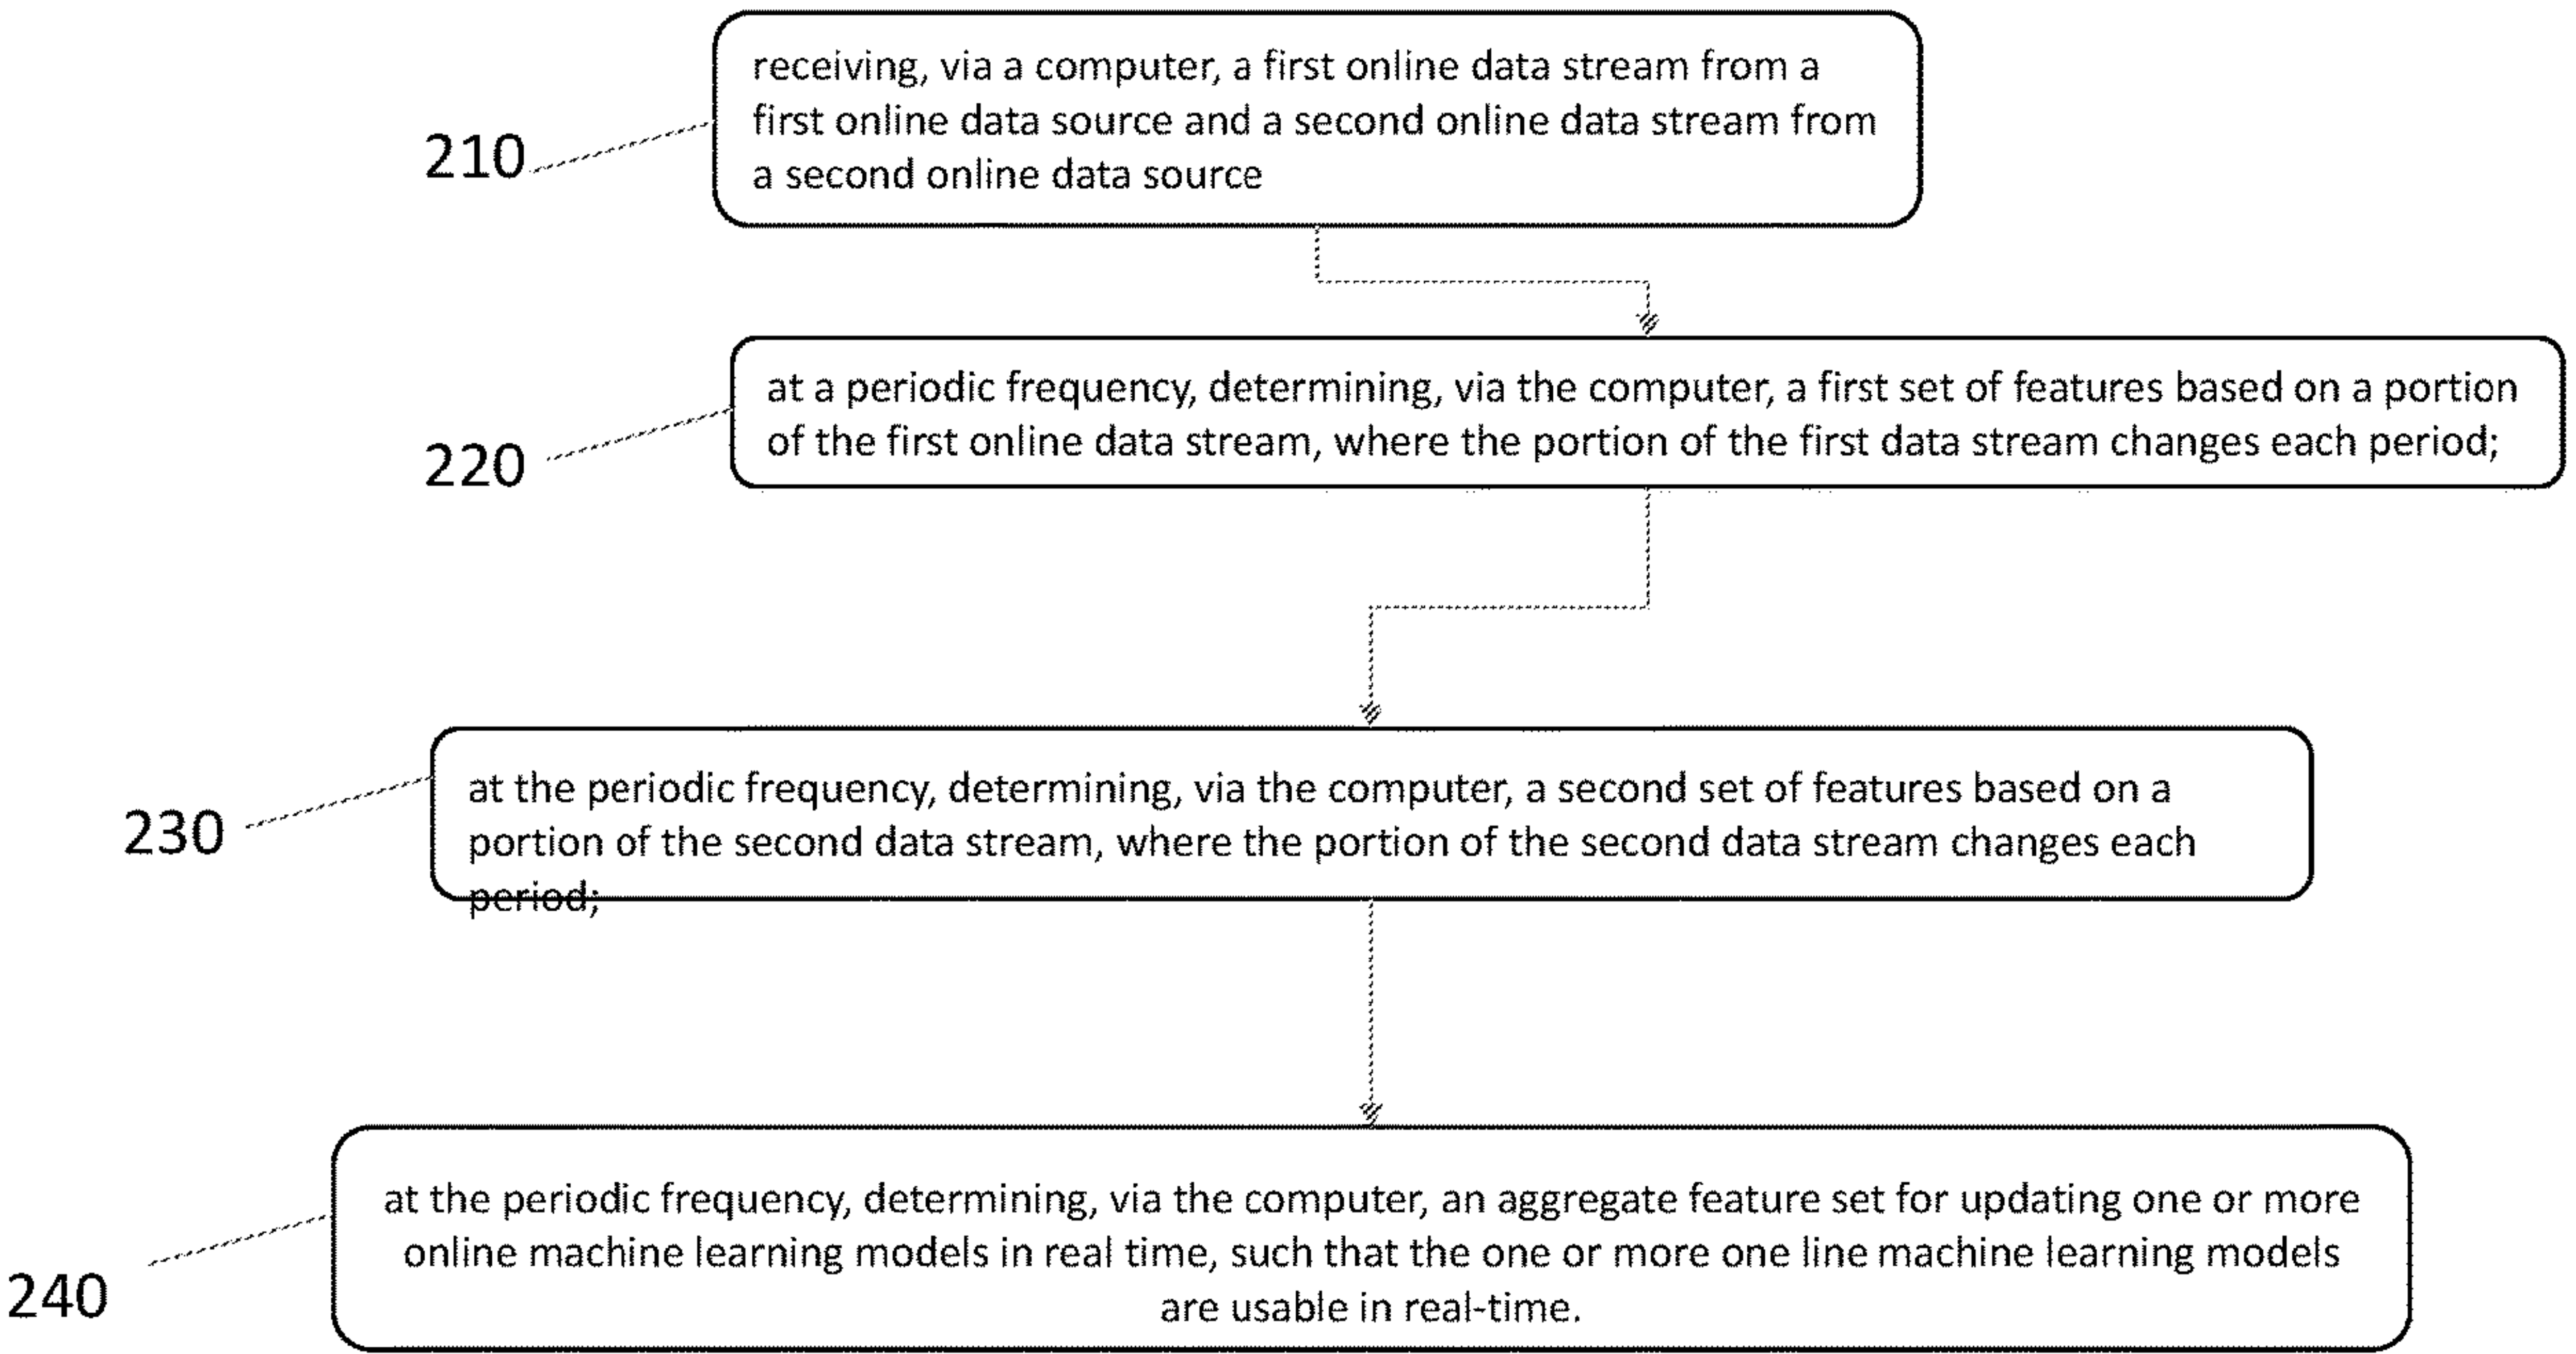 receiving, via a computer, a first online data stream from a
first online data source and a second online data stream from
a second online data source
210
at a periodic frequency, determining, via the computer, a first set of features based on a portion
of the first online data stream, where the portion of the first data stream changes each period;
220
at the periodic frequency, determining, via the computer, a second set of features based on a
portion of the second data stream, where the portion of the second data stream changes each
period;
230
at the periodic frequency, determining, via the computer, an aggregate feature set for updating one or more
online machine learning models in real time, such that the one or more one line machine learning models
are usable in real-time.
240